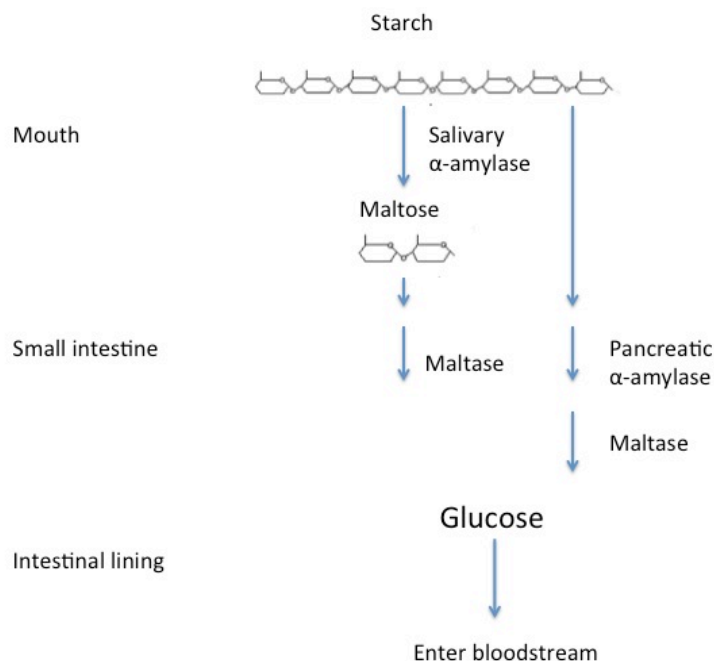 Starch
Mouth
Salivary
α-amylase
Maltose
Small intestine
Maltase
Pancreatic
α-amylase
Maltase
Glucose
Intestinal lining
Enter bloodstream